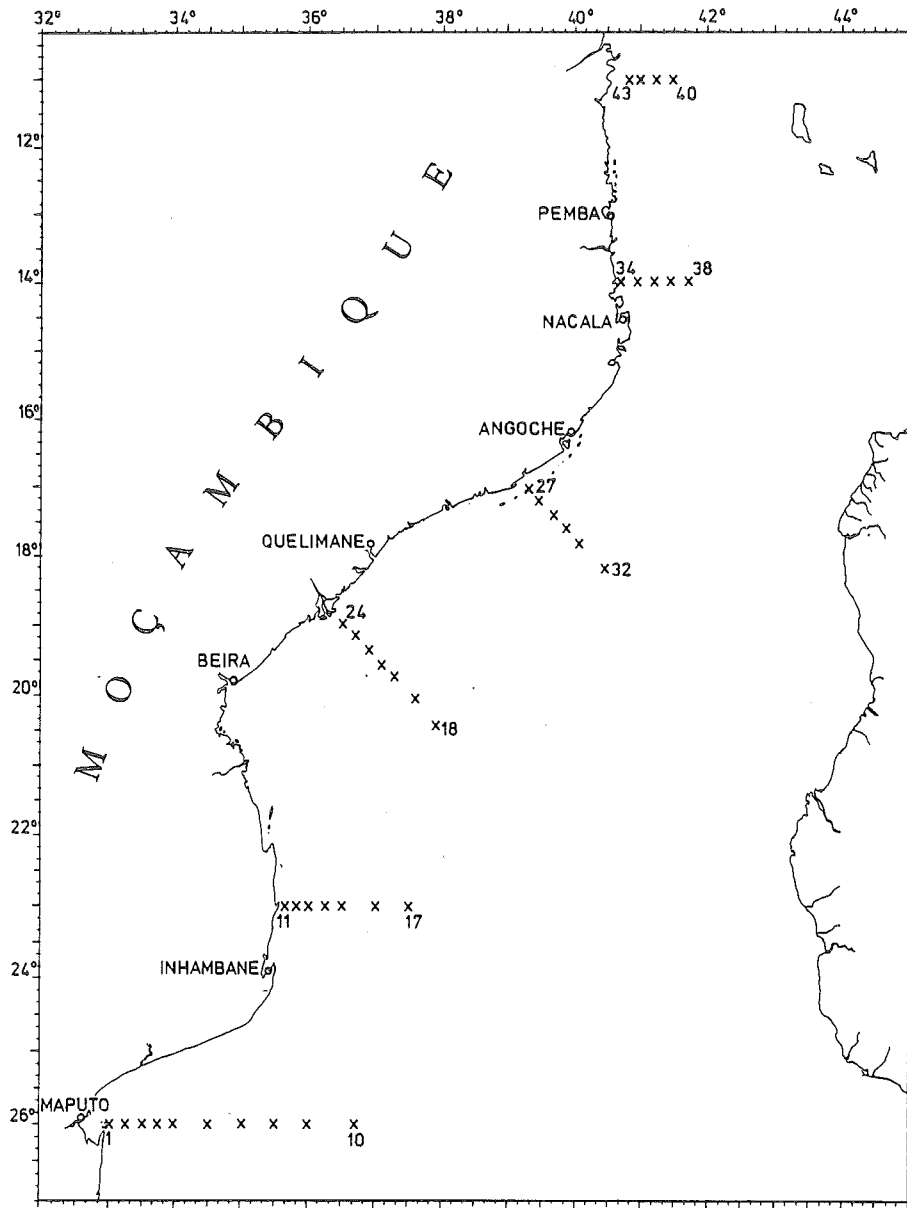 32° 34° 36° 38° 40° 42° 44°
43 40
12°
PEMBA
34 38
14°
NACALA
16°
ANGOCHE
27
QUELIMANE
18°
32
24
BEIRA
20°
18
MOÇAMBIQUE
22°
11 17
INHAMBANE
24°
MAPUTO
26°
1 10